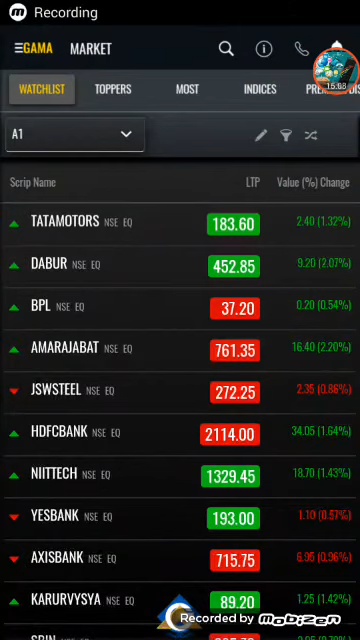 m Recording
GAMA MARKET
16:08
WATCHLIST TOPPERS MOST INDICES
A1
Scrip Name LTP Value (%) Change
TATAMOTORS NSE EQ 183.60 2.40 (1.32%)
DABUR NSE EQ 452.85 9.20 (2.07%)
BPL NSE EQ 37.20 0.20 (0.54%)
AMARAJABAT NSE EQ 761.35 16.40 (2.20%)
JSWSTEEL NSE EQ 272.25 2.35 (0.86%)
HDFCBANK NSE EQ 2114.00 34.05 (1.64%)
NIITTECH NSE EQ 1329.45 18.70 (1.43%)
YESBANK NSE EQ 193.00 1.10 (0.57%)
AXISBANK NSE EQ 715.75 6.95 (0.96%)
KARURVYSYA NSE EQ 89.20 1.25 (1.42%)
Recorded by mobizen